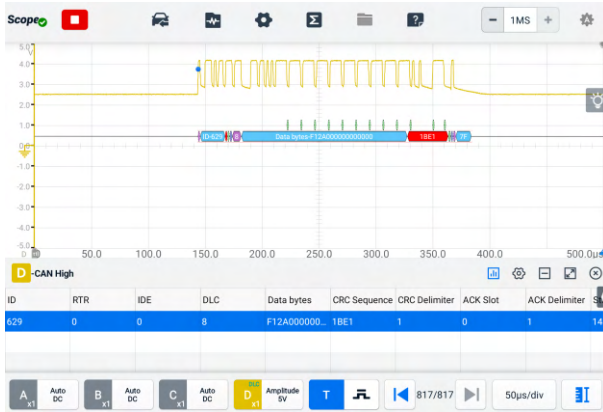 Scope
1MS
5.0
4.0
3.0
2.0
1.0
0.0
-1.0
-2.0
-3.0
-4.0
-5.0
ID-629 8 Data bytes-F12A000000000000 1BE1 7F
D 50.0 100.0 150.0 200.0 250.0 300.0 350.0 400.0 500.0µs
D -CAN High
ID RTR IDE DLC Data bytes CRC Sequence CRC Delimiter ACK Slot ACK Delimiter
629 0 0 8 F12A000000... 1BE1 1 0 1 14
A x1 Auto DC B x1 Auto DC C x1 Auto DC DLC D x1 Amplitude 5V T 817/817 50µs/div